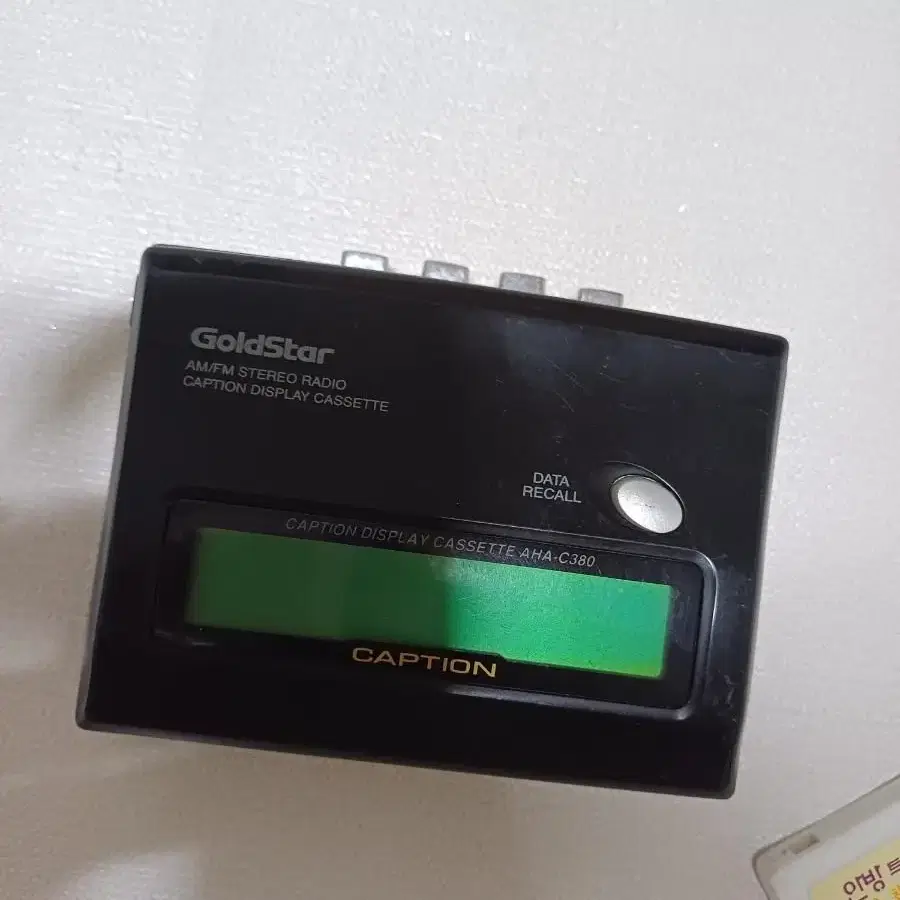 GoldStar
AM/FM STEREO RADIO
CAPTION DISPLAY CASSETTE
DATA
RECALL
CAPTION DISPLAY CASSETTE AHA-C380
CAPTION